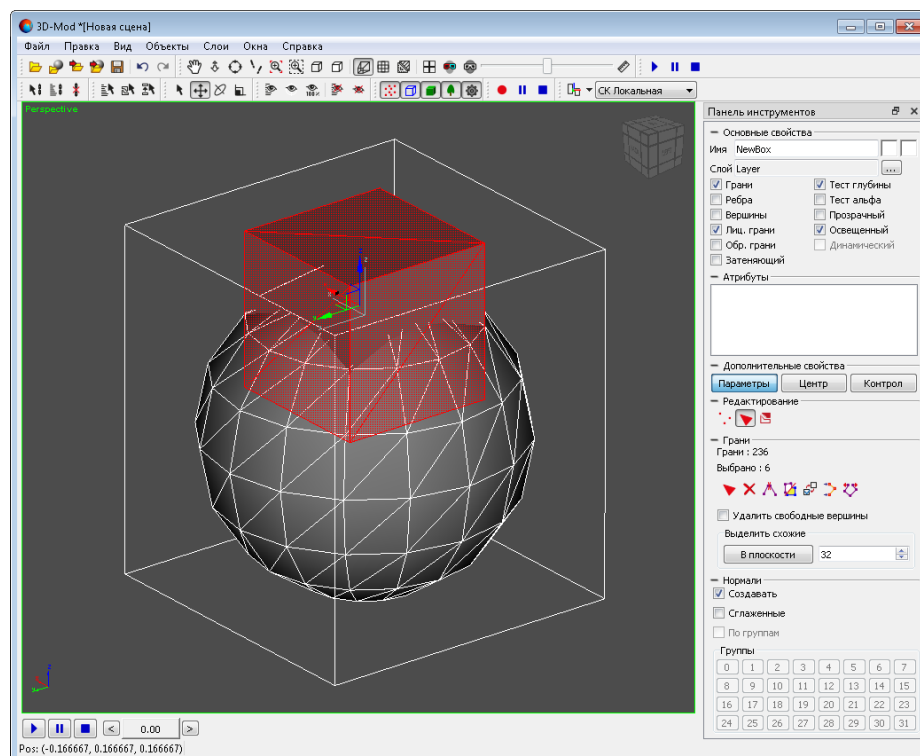 3D-Mod *[Новая сцена]
Файл Правка Вид Объекты Слои Окна Справка
100%
СК Локальная
Perspective
z
Панель инструментов
Основные свойства
Имя NewBox
Слой Layer ...
Грани Тест глубины
Ребра Тест альфа
Вершины Прозрачный
Лиц. грани Освещенный
Обр. грани Динамический
Затеняющий
Атрибуты
Дополнительные свойства
Параметры Центр Контрол
Редактирование
Грани
Грани : 236
Выбрано : 6
Удалить свободные вершины
Выделить схожие
В плоскости 32
Нормали
Создавать
Сглаженные
По группам
Группы
0 1 2 3 4 5 6 7
8 9 10 11 12 13 14 15
16 17 18 19 20 21 22 23
24 25 26 27 28 29 30 31
< 0.00 >
Pos: (-0.166667, 0.166667, 0.166667)